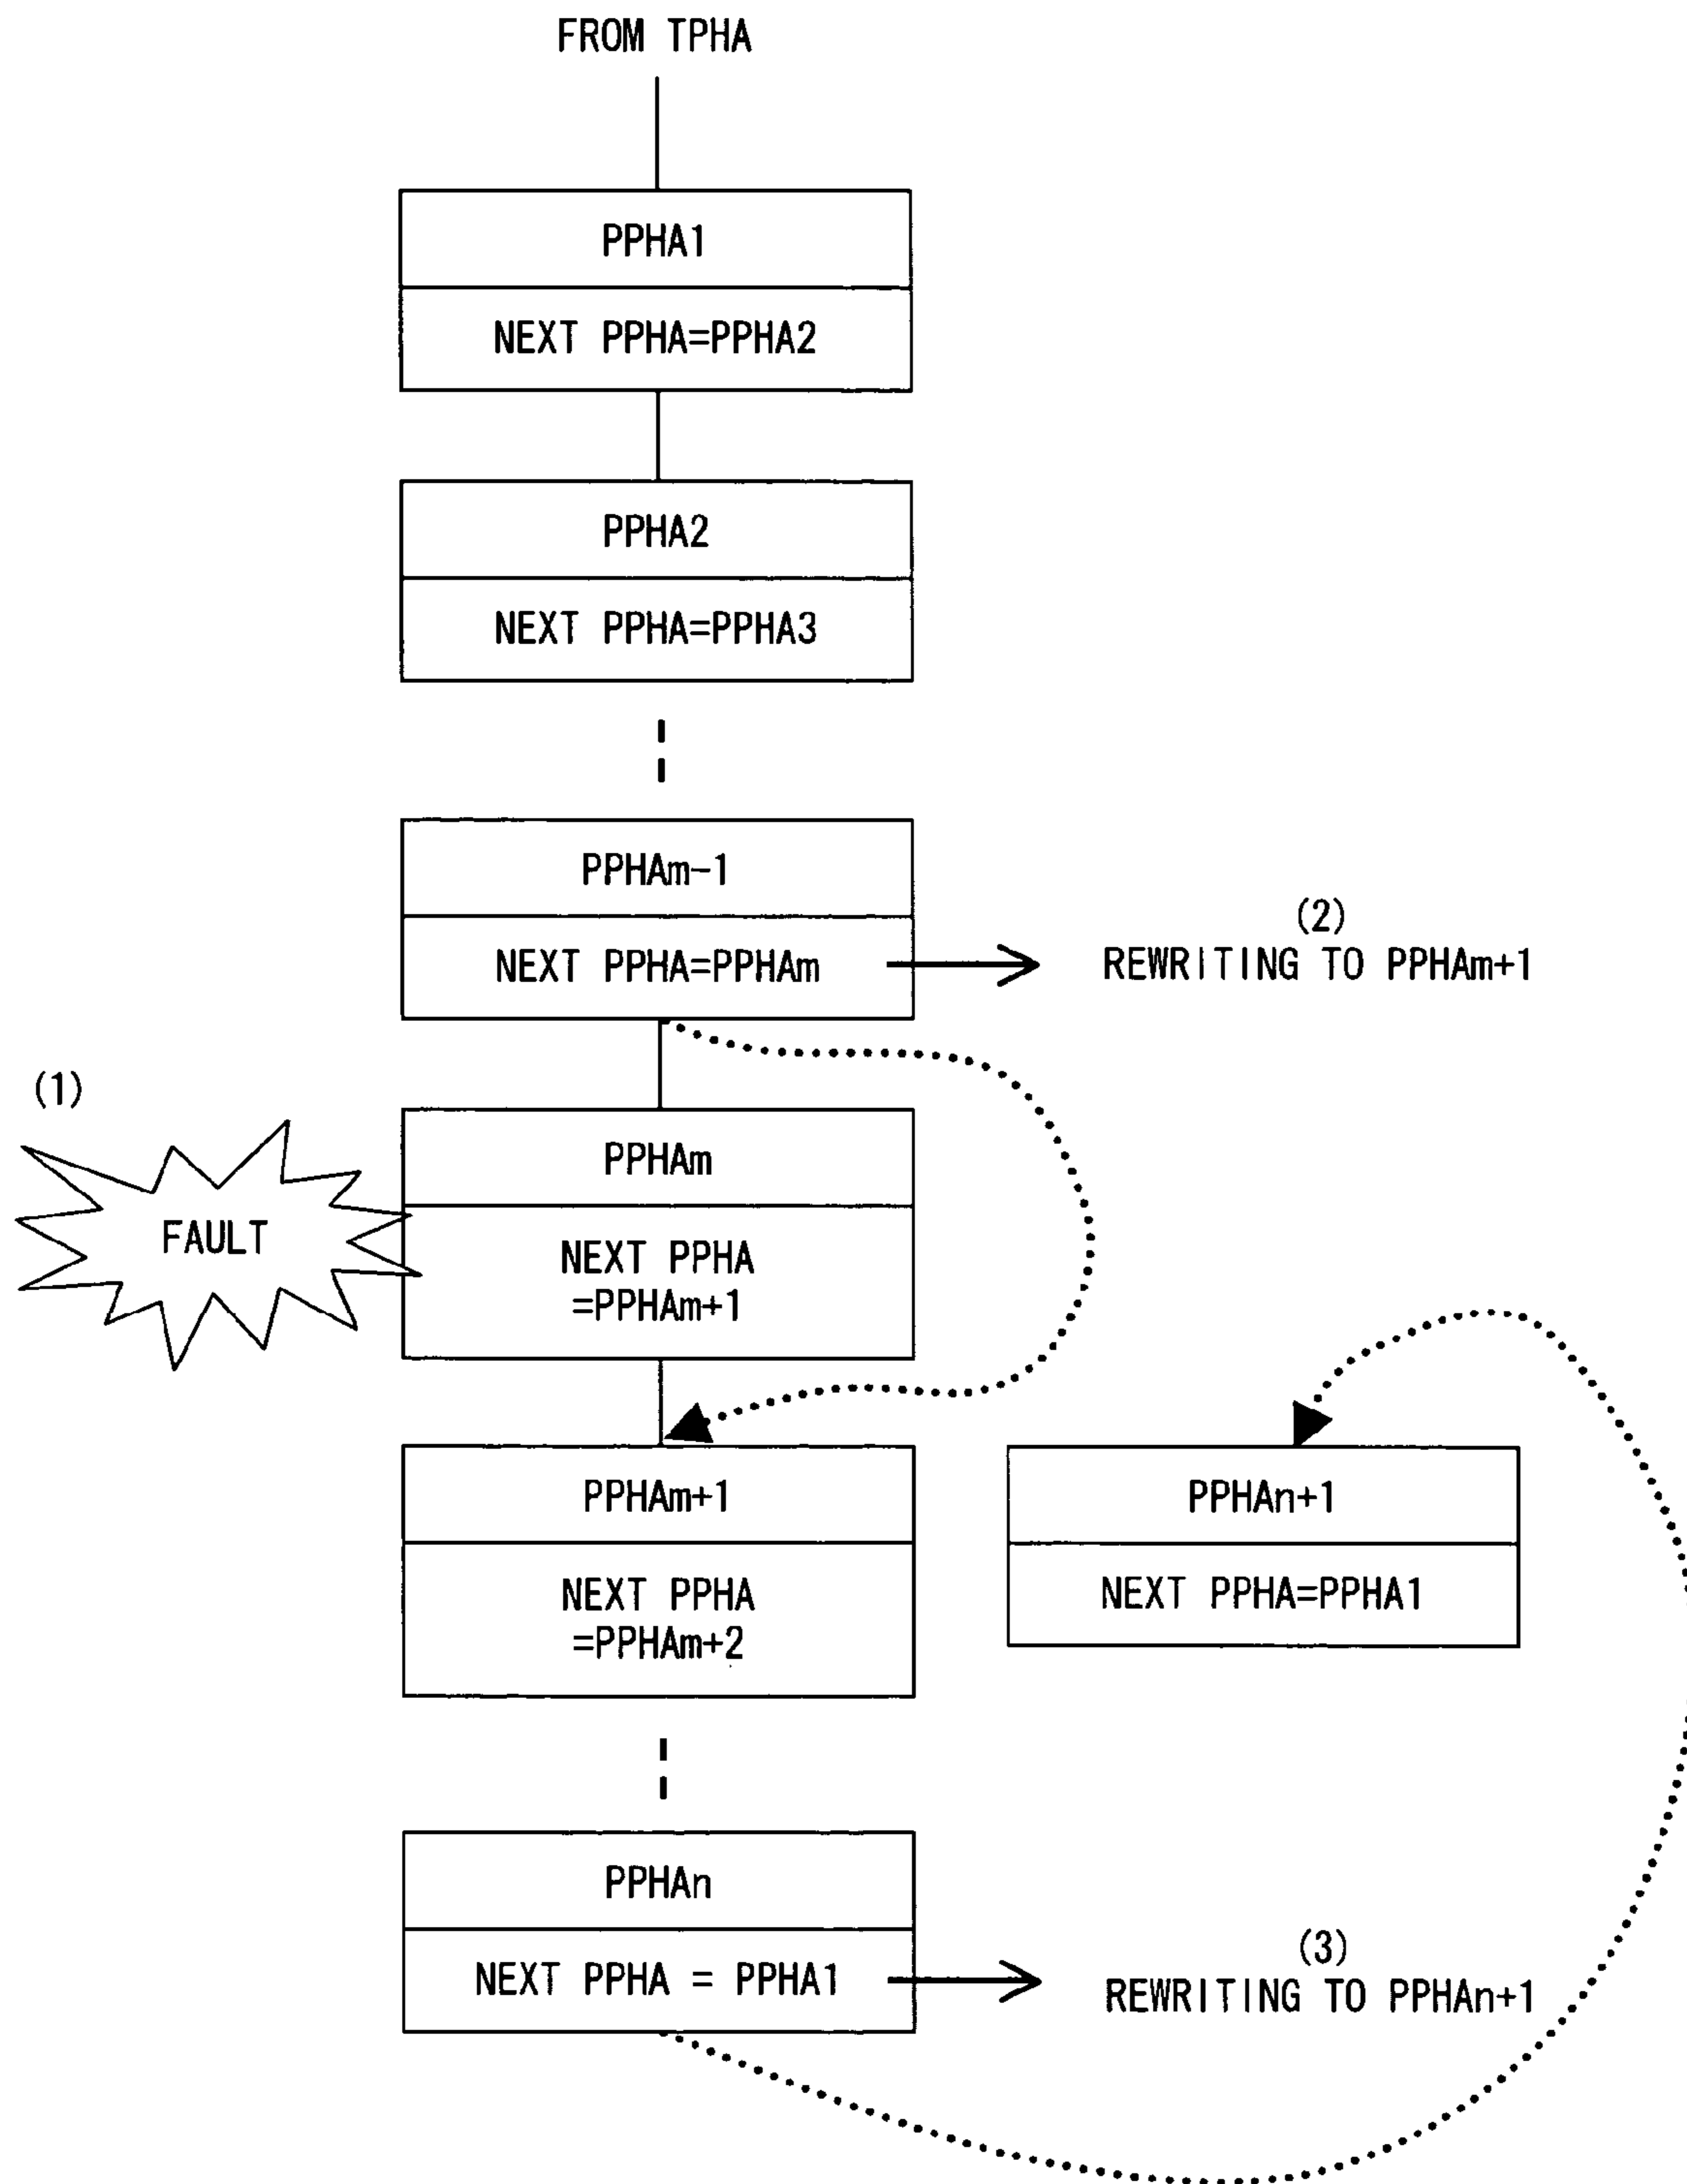 FROM TPHA
PPHA1
NEXT PPHA=PPHA2
PPHA2
NEXT PPHA=PPHA3
PPHAm-1
NEXT PPHA=PPHAm
(2)
REWRITING TO PPHAm+1
(1)
FAULT
PPHAm
NEXT PPHA
=PPHAm+1
PPHAm+1
NEXT PPHA
=PPHAm+2
PPHAn+1
NEXT PPHA=PPHA1
PPHAn
NEXT PPHA = PPHA1
(3)
REWRITING TO PPHAn+1